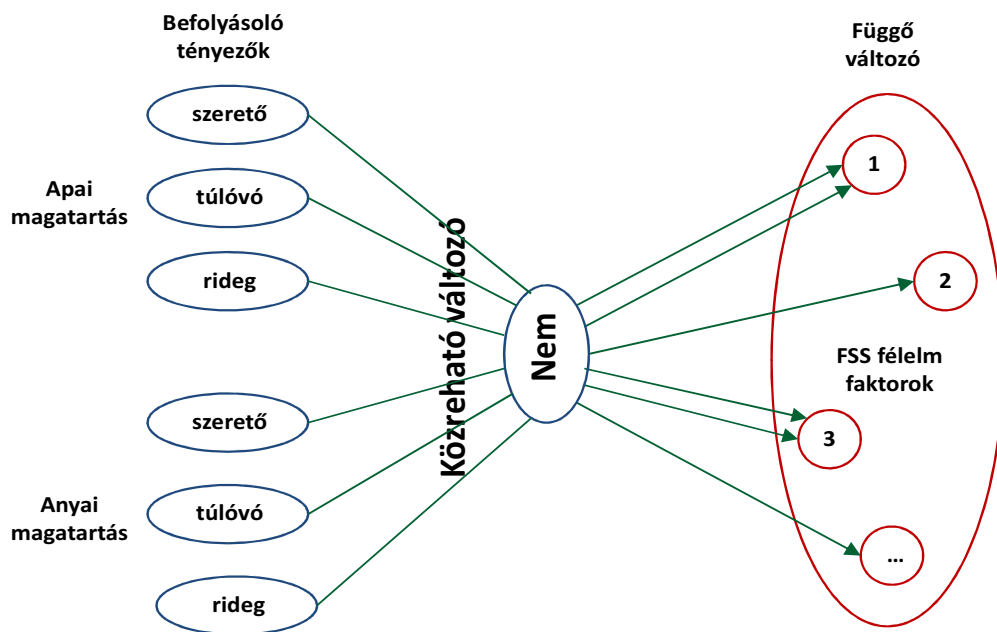 Befolyásoló
tényezők
Függő
változó
szerető
Apai
magatartás
túlóvó
rideg
szerető
Anyai
magatartás
túlóvó
rideg
Közreható változó
Nem
1
2
FSS félelm
faktorok
3
...